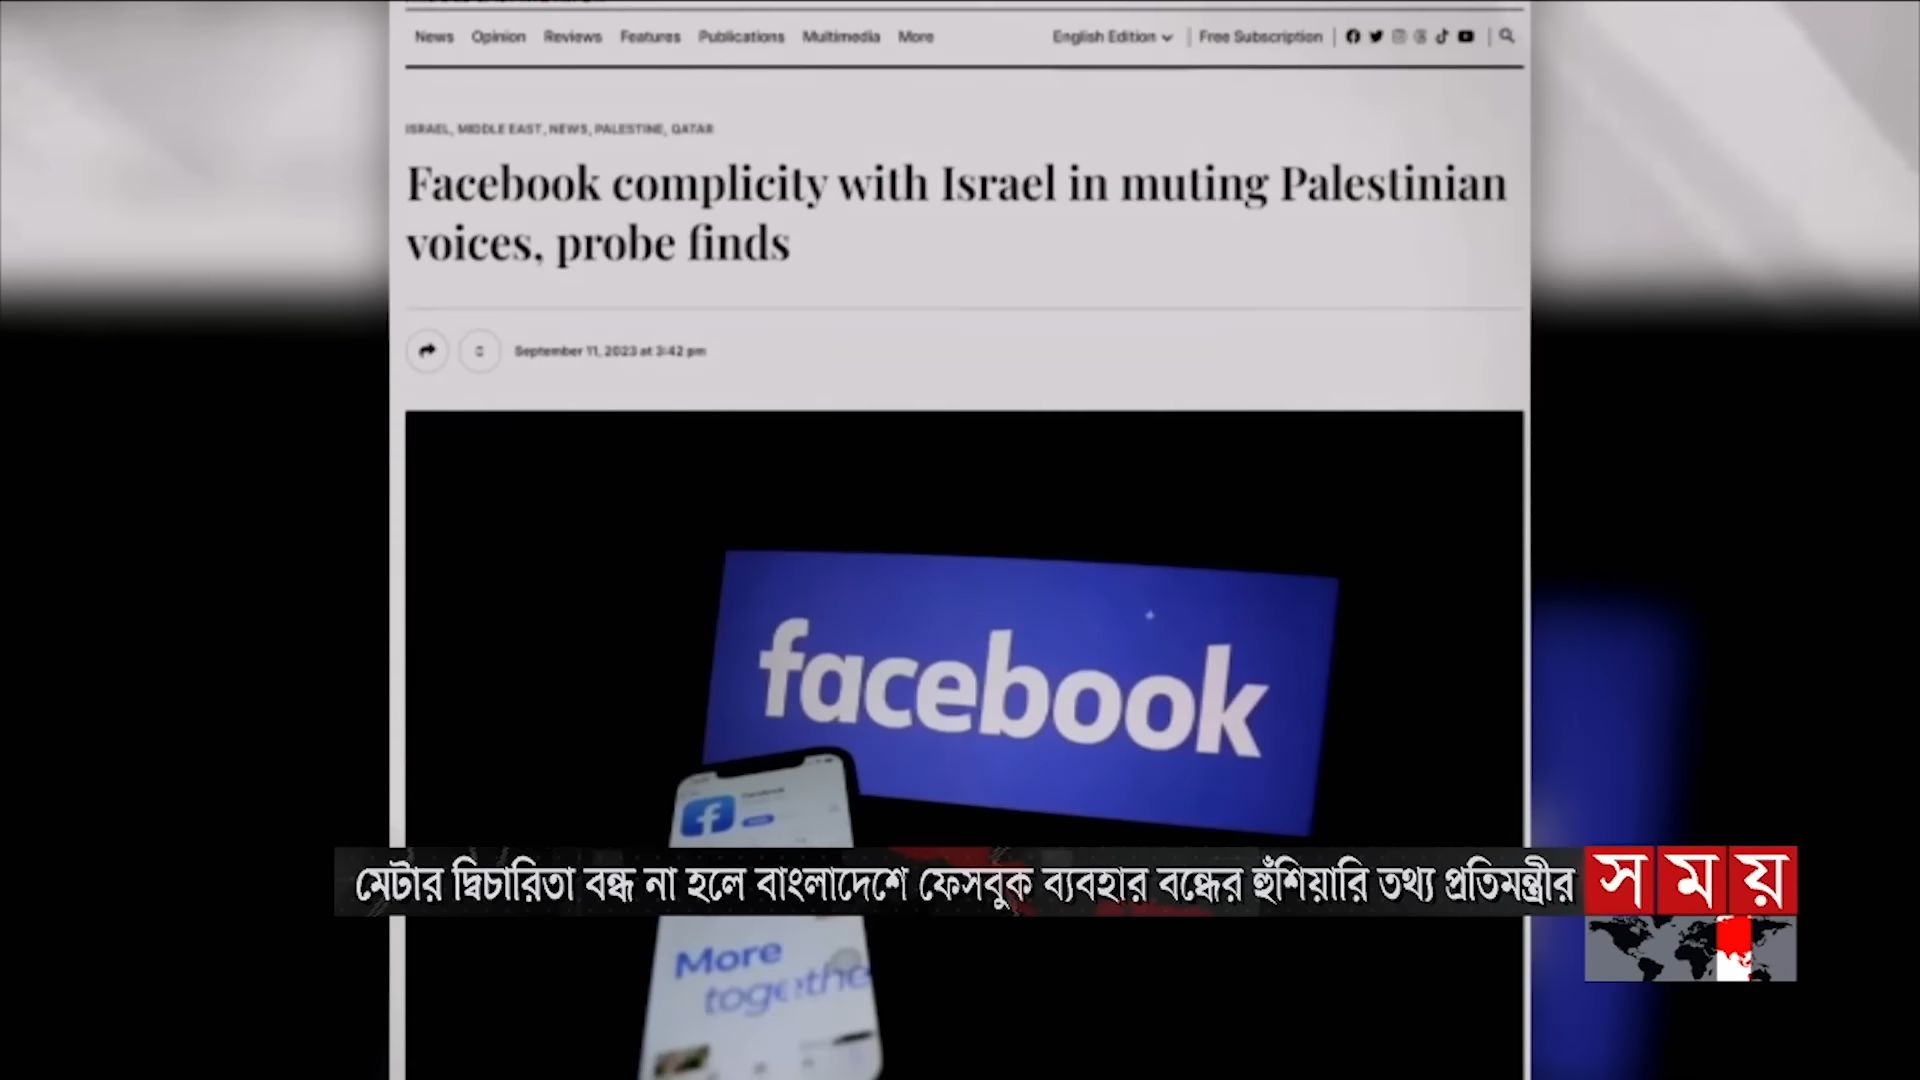 News Opinion Reviews Features Publications Multimedia More English Edition Free Subscription
ISRAEL, MIDDLE EAST, NEWS, PALESTINE, QATAR
Facebook complicity with Israel in muting Palestinian
voices, probe finds
September 11, 2023 at 3:42 pm
facebook
Facebook
মেটার দ্বিচারিতা বন্ধ না হলে বাংলাদেশে ফেসবুক ব্যবহার বন্ধের হুঁশিয়ারি তথ্য প্রতিমন্ত্রীর
সময়
More
together